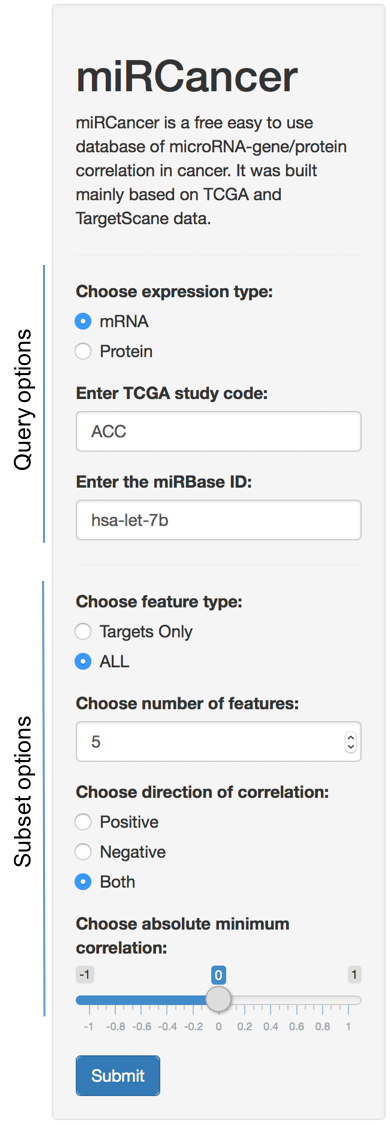 miRCancer
miRCancer is a free easy to use
database of microRNA-gene/protein
correlation in cancer. It was built
mainly based on TCGA and
TargetScane data.
Query options
Choose expression type:
mRNA
Protein
Enter TCGA study code:
ACC
Enter the miRBase ID:
hsa-let-7b
Subset options
Choose feature type:
Targets Only
ALL
Choose number of features:
5
Choose direction of correlation:
Positive
Negative
Both
Choose absolute minimum
correlation:
-1 0 1
-1 -0.8 -0.6 -0.4 -0.2 0 0.2 0.4 0.6 0.8 1
Submit